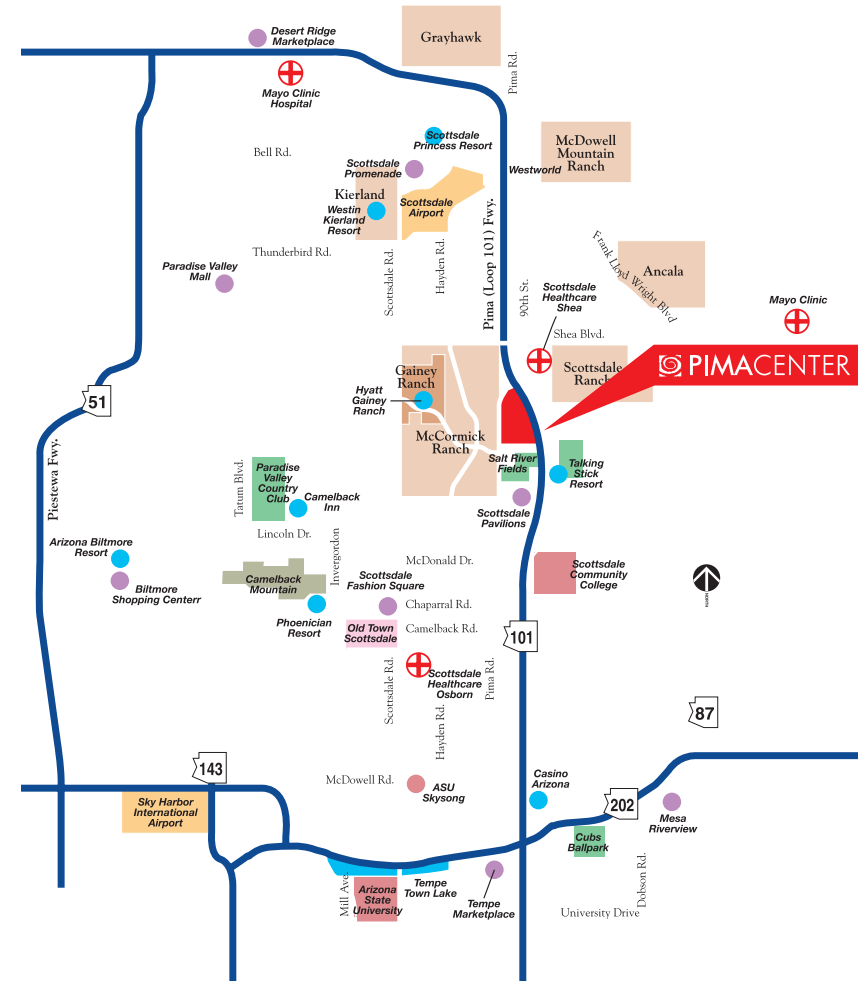 Desert Ridge
Marketplace
Grayhawk
Pima Rd.
Mayo Clinic
Hospital
Scottsdale
Princess Resort
Bell Rd.
McDowell
Mountain
Ranch
Westworld
Scottsdale
Promenade
Kierland
Westin
Kierland
Resort
Scottsdale
Airport
Pima (Loop 101) Fwy.
Thunderbird Rd.
Scottsdale Rd.
Hayden Rd.
Paradise Valley
Mall
90th St.
Scottsdale
Healthcare
Shea
Frank Lloyd Wright Blvd
Ancala
Mayo Clinic
Shea Blvd.
Scottsdale
Ranch
PIMACENTER
Gainey
Ranch
Hyatt
Gainey
Ranch
51
McCormick
Ranch
Piestewa Fwy.
Tatum Blvd.
Paradise
Valley
Country
Club
Camelback
Inn
Salt River
Fields
Talking
Stick
Resort
Scottsdale
Pavilions
Lincoln Dr.
Invergordon
Arizona Biltmore
Resort
Biltmore
Shopping Centerr
Camelback
Mountain
McDonald Dr.
Scottsdale
Fashion Square
Chaparral Rd.
Scottsdale
Community
College
NORTH
Phoenician
Resort
Old Town
Scottsdale
Camelback Rd.
101
Scottsdale Rd.
Scottsdale
Healthcare
Osborn
Pima Rd.
Hayden Rd.
87
143
McDowell Rd.
ASU
Skysong
Casino
Arizona
202
Mesa
Riverview
Sky Harbor
International
Airport
Cubs
Ballpark
Mill Ave.
Arizona
State
University
Tempe
Town Lake
Tempe
Marketplace
Dobson Rd.
University Drive